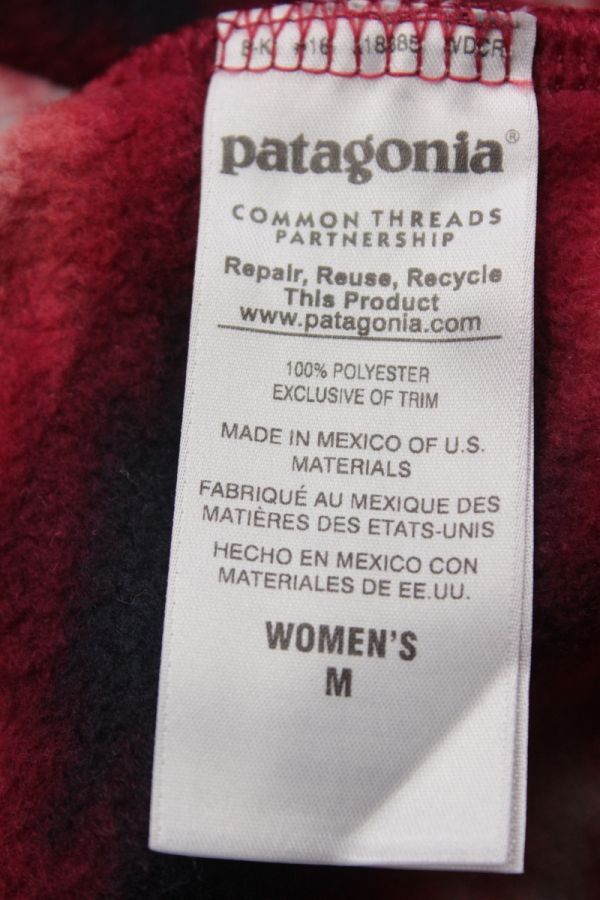 patagonia®
COMMON THREADS
PARTNERSHIP
Repair, Reuse, Recycle
This Product
www.patagonia.com
100% POLYESTER
EXCLUSIVE OF TRIM
MADE IN MEXICO OF U.S.
MATERIALS
FABRIQUÉ AU MEXIQUE DES
MATIÈRES DES ETATS-UNIS
HECHO EN MEXICO CON
MATERIALES DE EE.UU.
WOMEN'S
M